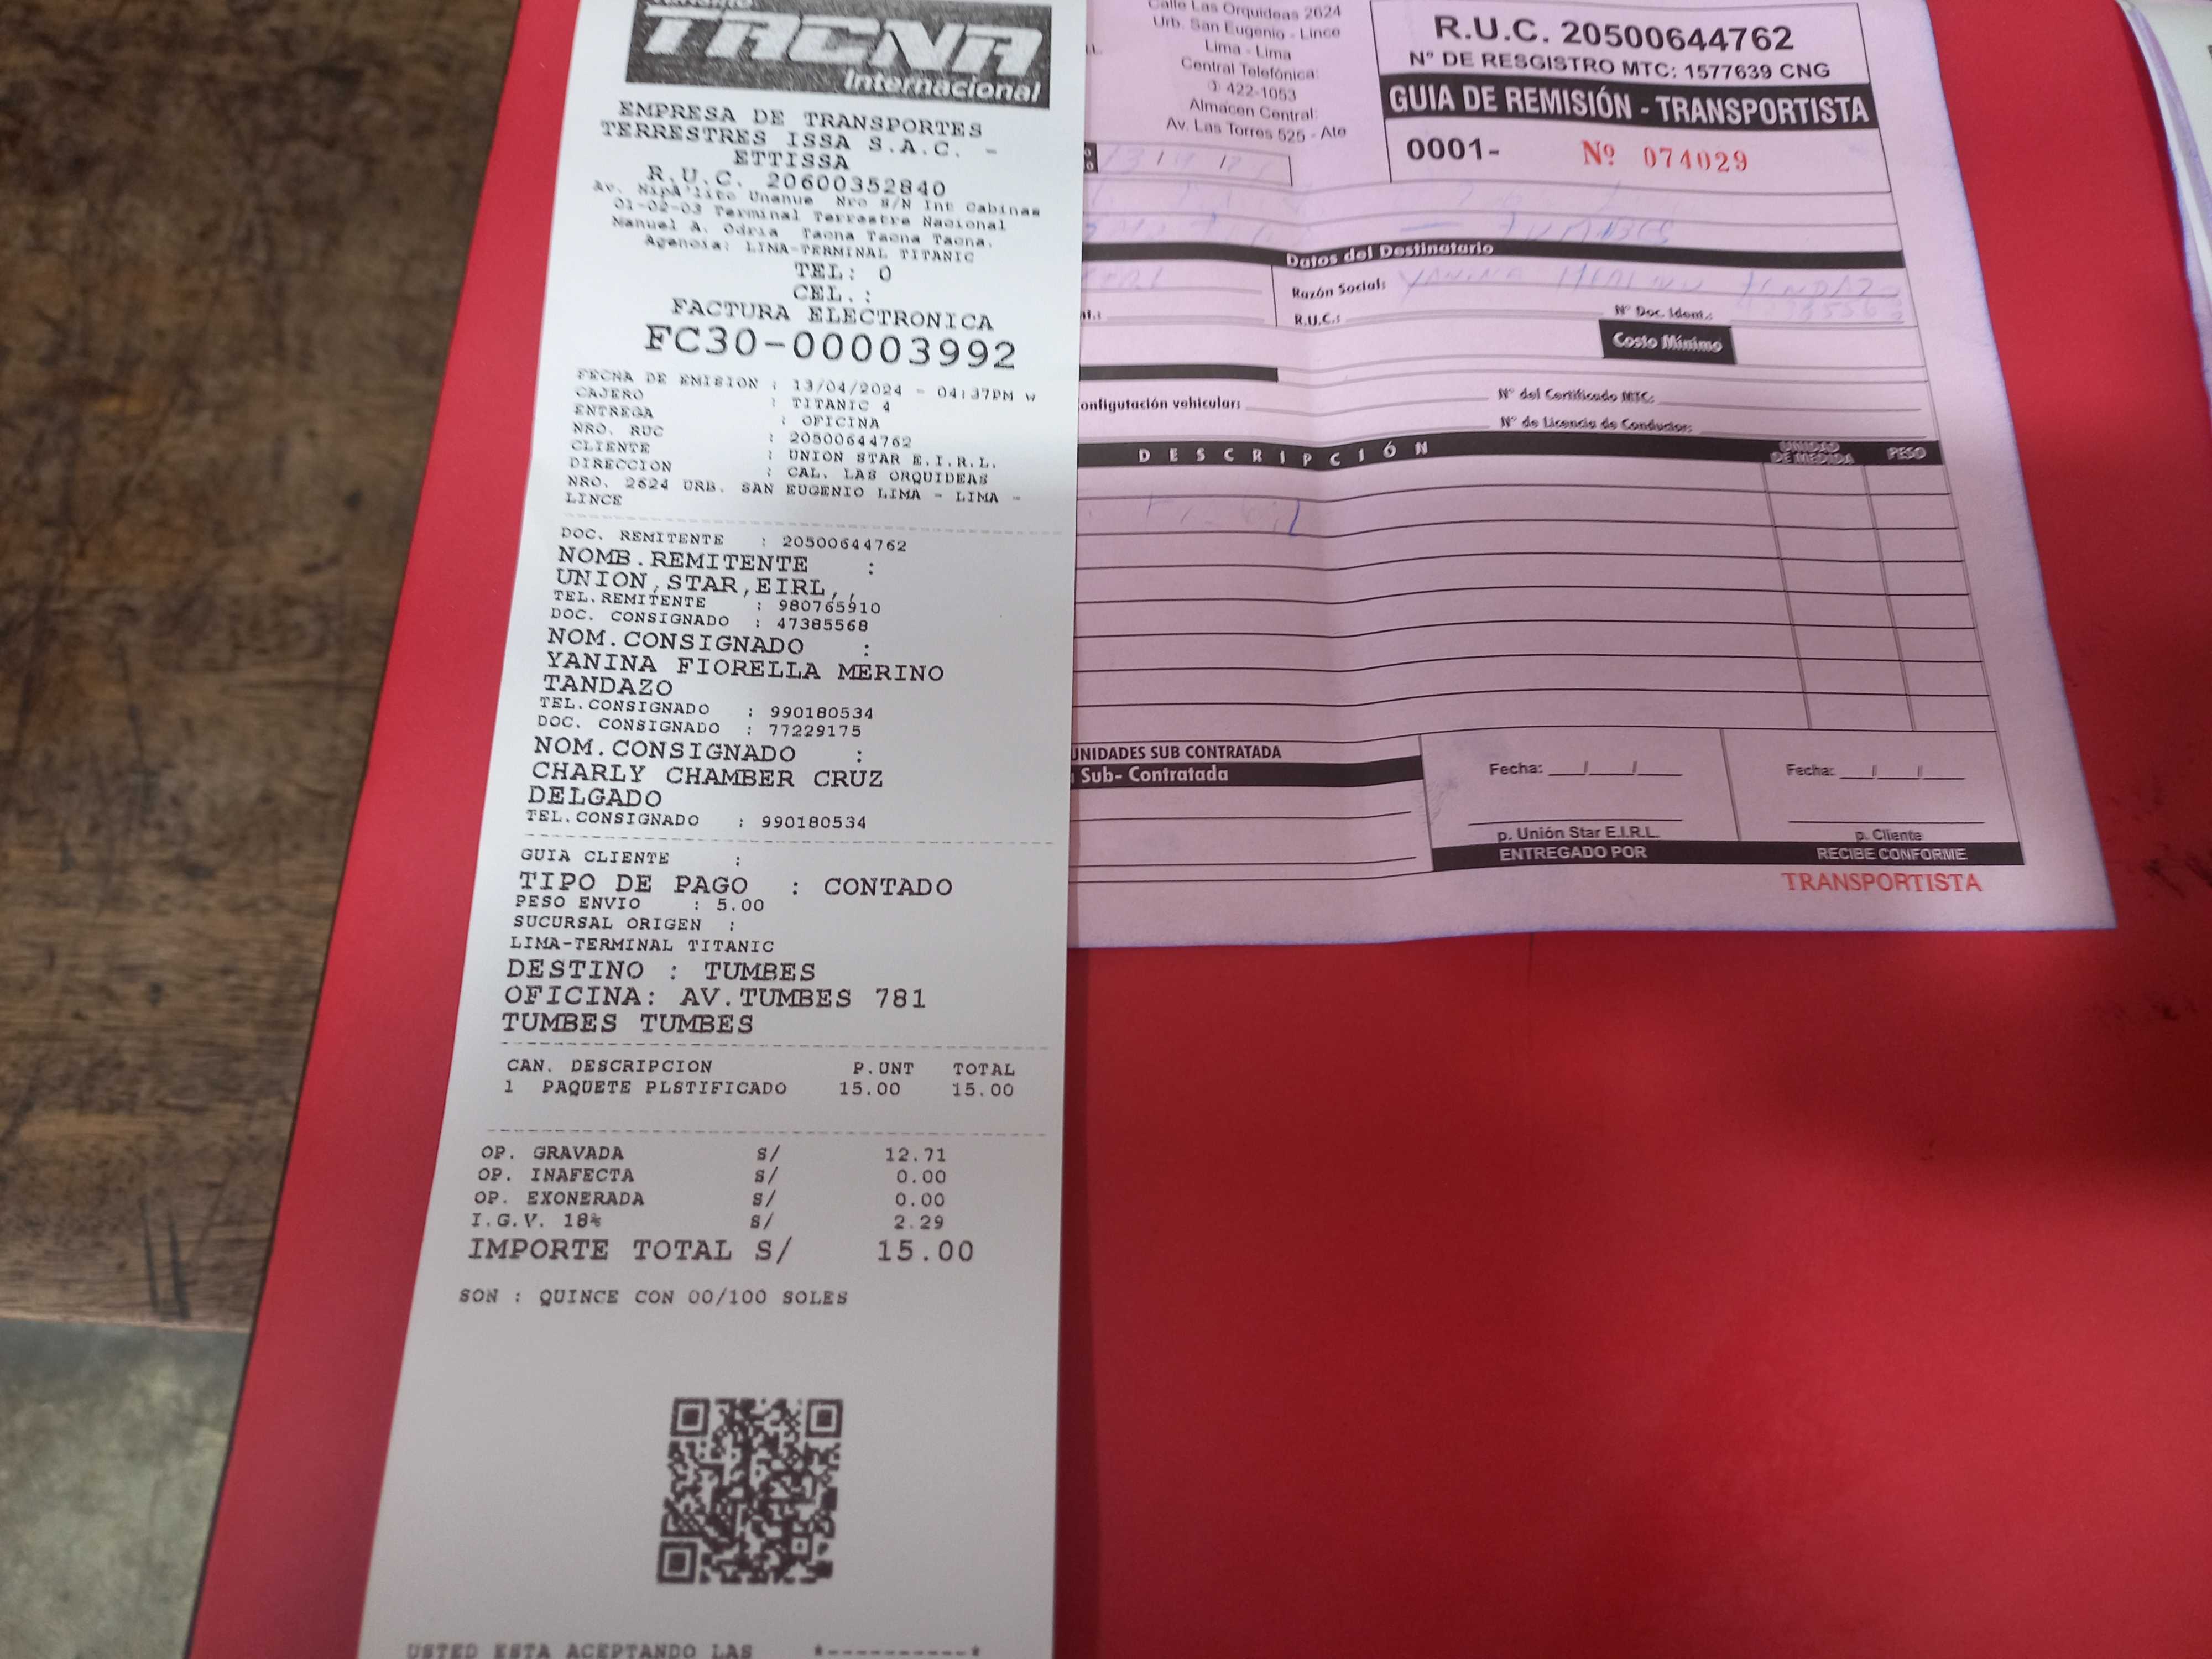 TACNA
Internacional
EMPRESA DE TRANSPORTES
TERRESTRES ISSA S.A.C. -
ETTISSA
R.U.C. 20600352840
Av. HipÃ³lito Unanue Nro S/N Int Cabinas
01-02-03 Terminal Terrestre Nacional
Manuel A. Odria Tacna Tacna Tacna.
Agencia: LIMA-TERMINAL TITANIC
TEL: 0
CEL.:
FACTURA ELECTRONICA
FC30-00003992
FECHA DE EMISION : 13/04/2024 - 04:37PM W
CAJERO : TITANIC 4
ENTREGA : OFICINA
NRO. RUC : 20500644762
CLIENTE : UNION STAR E.I.R.L.
DIRECCION : CAL. LAS ORQUIDEAS
NRO. 2624 URB. SAN EUGENIO LIMA - LIMA -
LINCE
DOC. REMITENTE : 20500644762
NOMB.REMITENTE :
UNION,STAR,EIRL,,
TEL.REMITENTE : 980765910
DOC. CONSIGNADO : 47385568
NOM.CONSIGNADO :
YANINA FIORELLA MERINO
TANDAZO
TEL.CONSIGNADO : 990180534
DOC. CONSIGNADO : 77229175
NOM.CONSIGNADO :
CHARLY CHAMBER CRUZ
DELGADO
TEL.CONSIGNADO : 990180534
GUIA CLIENTE :
TIPO DE PAGO : CONTADO
PESO ENVIO : 5.00
SUCURSAL ORIGEN :
LIMA-TERMINAL TITANIC
DESTINO : TUMBES
OFICINA: AV.TUMBES 781
TUMBES TUMBES
CAN. DESCRIPCION P.UNT TOTAL
1 PAQUETE PLSTIFICADO 15.00 15.00
OP. GRAVADA S/ 12.71
OP. INAFECTA S/ 0.00
OP. EXONERADA S/ 0.00
I.G.V. 18% S/ 2.29
IMPORTE TOTAL S/ 15.00
SON : QUINCE CON 00/100 SOLES
USTED ESTA ACEPTANDO LAS *-----------*
Calle Las Orquideas 2624
Urb. San Eugenio - Lince
Lima - Lima
Central Telefónica:
422-1053
Almacen Central:
Av. Las Torres 525 - Ate
R.U.C. 20500644762
Nº DE RESGISTRO MTC: 1577639 CNG
GUIA DE REMISIÓN - TRANSPORTISTA
0001- Nº 074029
TUMBES
Datos del Destinatario
Razón Social: YANINA MERINO TANDAZO
R.U.C.: Nº Doc. Ident.:
Costo Mínimo
onfigutación vehicular: Nº del Certificado MTC:
Nº de Licencia de Conductor:
DESCRIPCIÓN UNIDAD DE MEDIDA PESO
UNIDADES SUB CONTRATADA
Sub- Contratada
Fecha: __/__/__ Fecha: __/__/__
p. Unión Star E.I.R.L. p. Cliente
ENTREGADO POR RECIBE CONFORME
TRANSPORTISTA